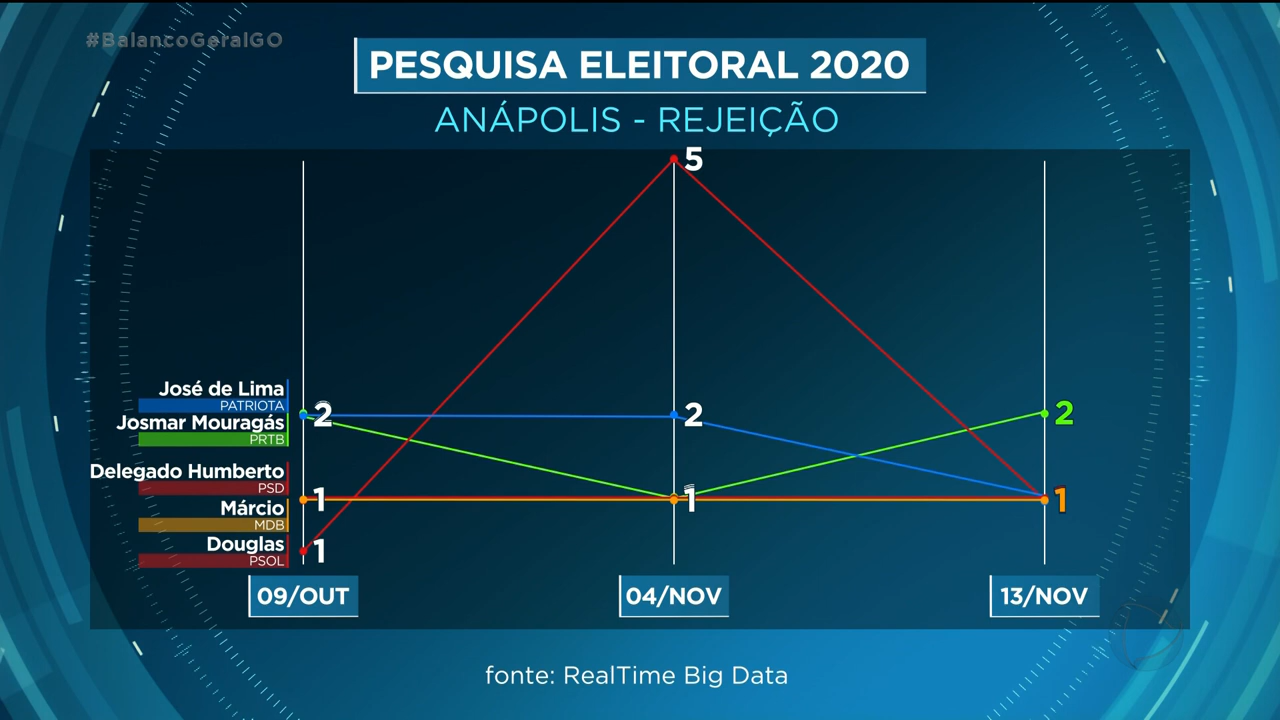 #BalancoGeralGO
PESQUISA ELEITORAL 2020
ANÁPOLIS - REJEIÇÃO
5
José de Lima
PATRIOTA
2
2
2
Josmar Mouragás
PRTB
Delegado Humberto
PSD
1
1
1
Márcio
MDB
Douglas
PSOL
1
09/OUT
04/NOV
13/NOV
fonte: RealTime Big Data